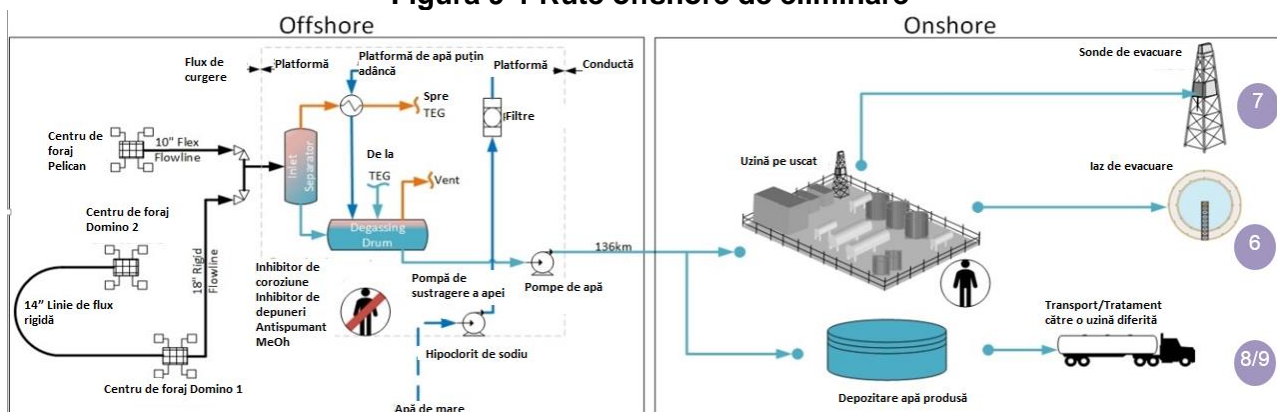 Figura 3-4 Rute offshore de eliminare
Offshore
Onshore
Flux de
curgere
Platformă
Platformă de apă puțin
adâncă
Platformă
Conductă
Spre
TEG
Filtre
Centru de
foraj
Pelican
10" Flex
Flowline
Inlet
Separator
De la
TEG
Vent
Degassing
Drum
Centru de foraj
Domino 2
18" Rigid
Flowline
14" Linie de flux
rigidă
Centru de foraj Domino 1
Inhibitor de
coroziune
Inhibitor de
depuneri
Antispumant
MeOh
Pompă de
sustragere a apei
Pompe de apă
Hipoclorit de sodiu
Apă de mare
136km
Uzină pe uscat
Sonde de evacuare
7
Iaz de evacuare
6
Transport/Tratament
către o uzină diferită
8/9
Depozitare apă produsă